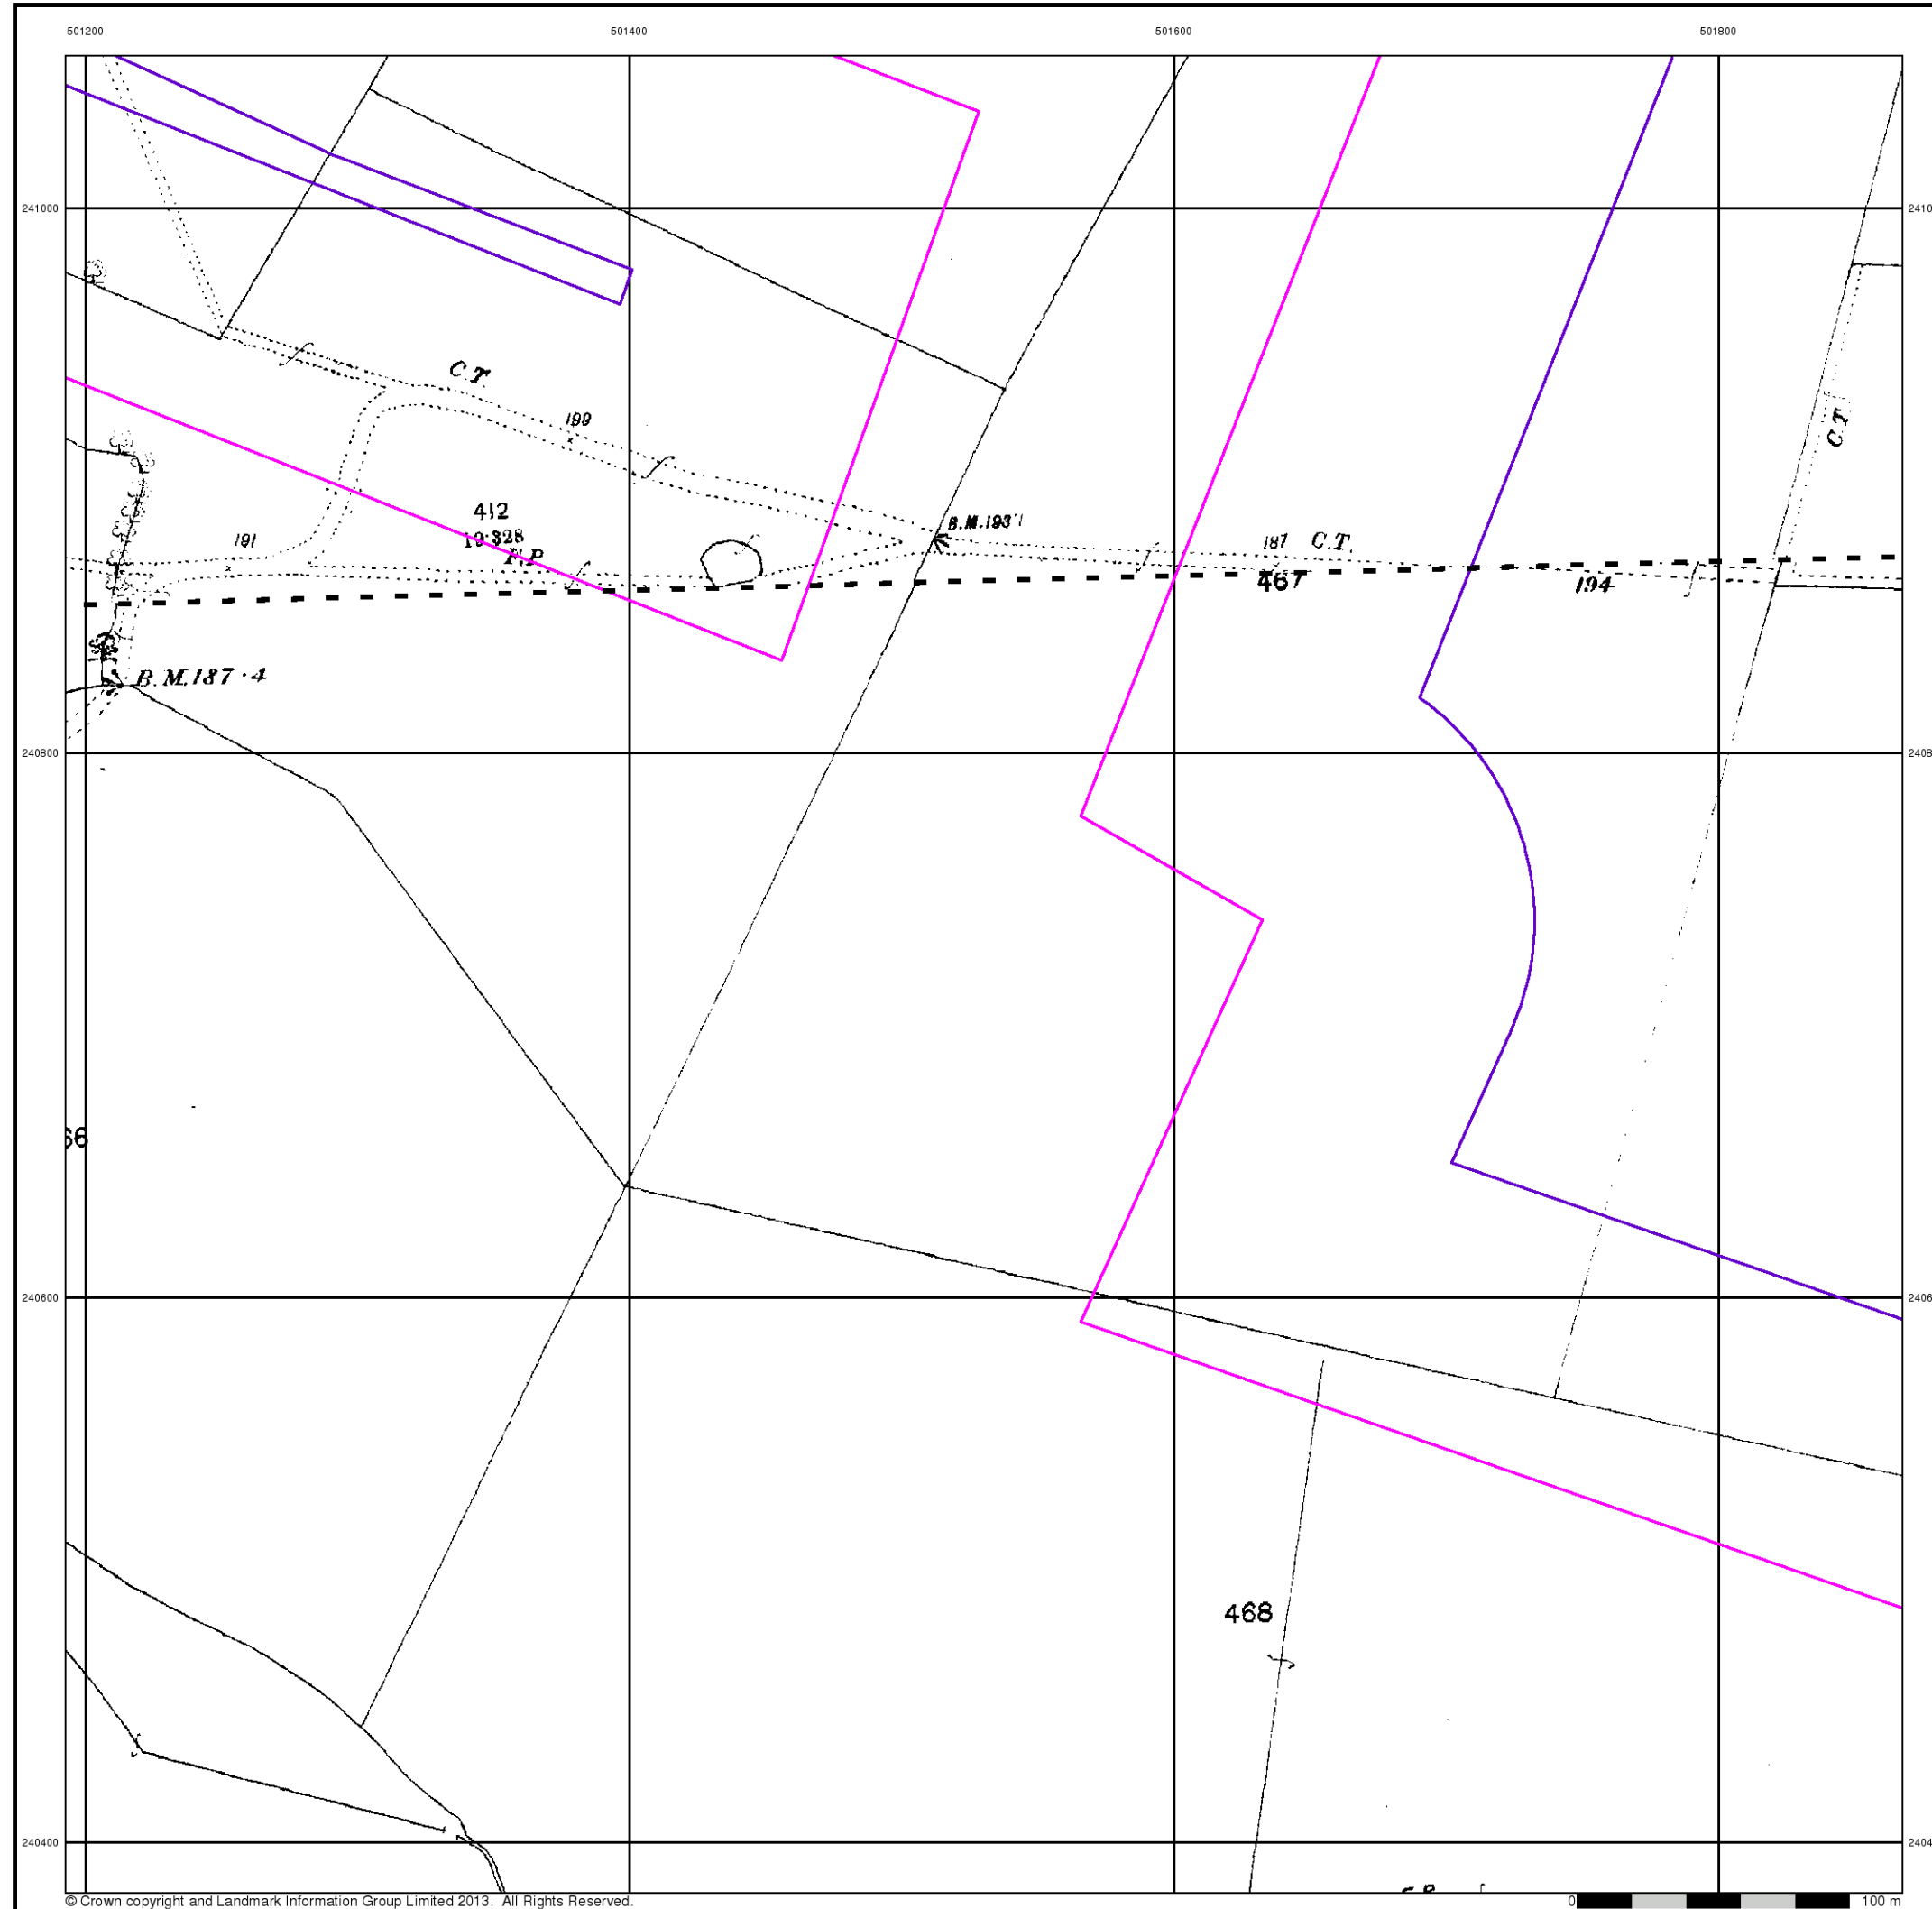 501200 501400 501600 501800
241000
C.T.
C.T.
199
412
B.M.193·
191
F.P.
187 C.T.
467
194
B.M.187·4
240800
240600
468
240400
© Crown copyright and Landmark Information Group Limited 2013. All Rights Reserved.
0 100 m